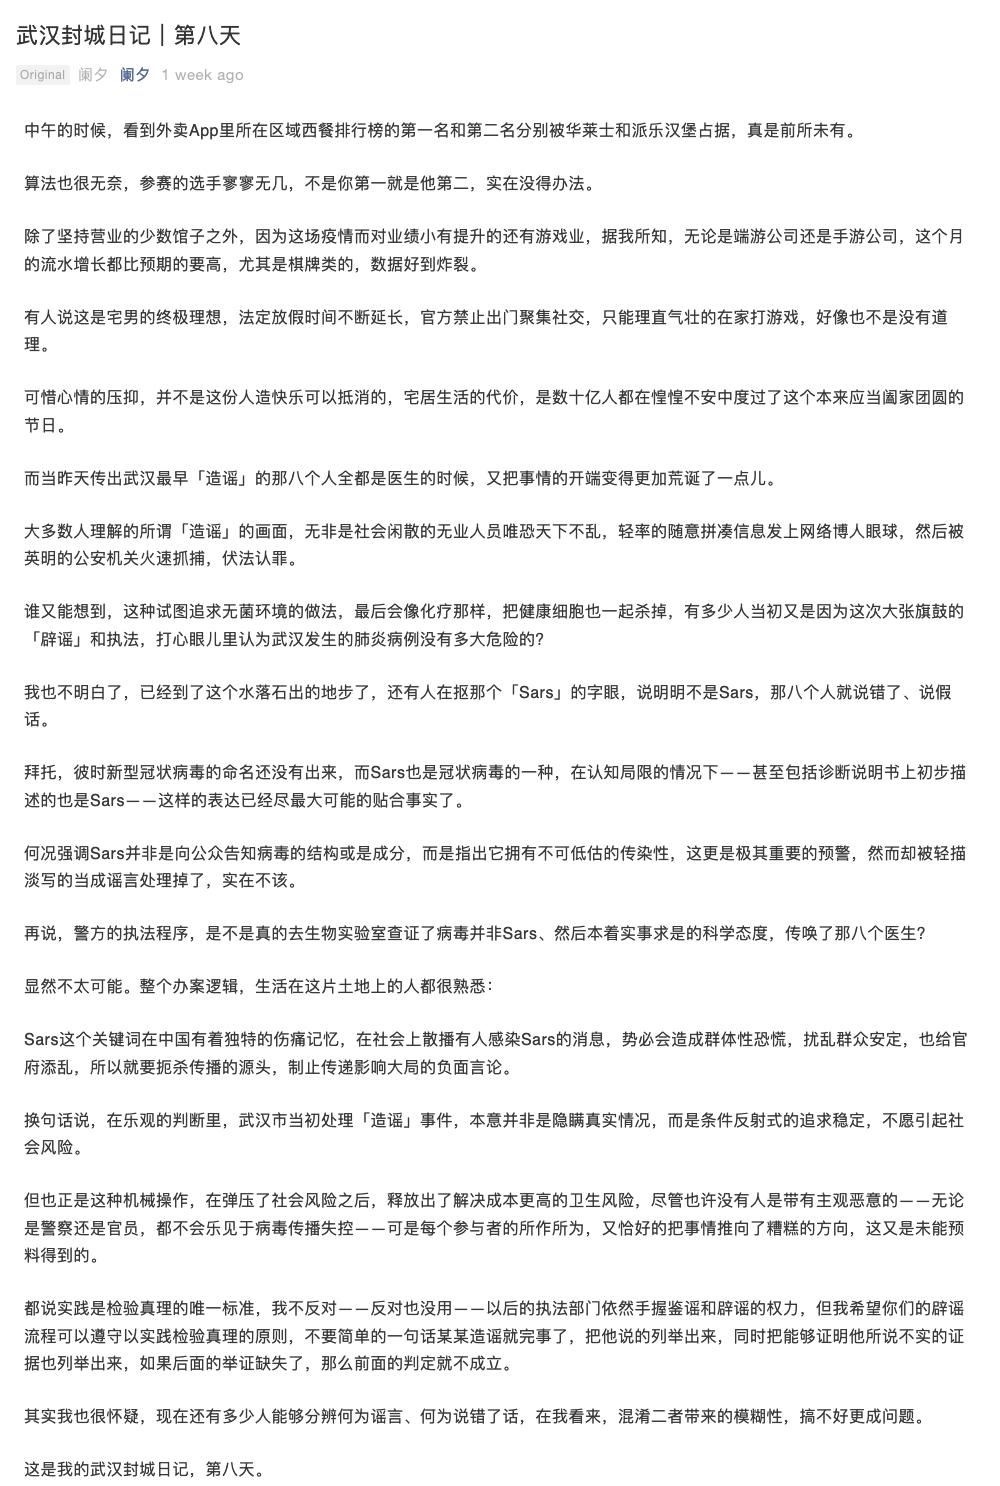 武汉封城日记｜第八天
Original 阑夕 阑夕 1 week ago
中午的时候，看到外卖App里所在区域西餐排行榜的第一名和第二名分别被华莱士和派乐汉堡占据，真是前所未有。
算法也很无奈，参赛的选手寥寥无几，不是你第一就是他第二，实在没得办法。
除了坚持营业的少数馆子之外，因为这场疫情而对业绩小有提升的还有游戏业，据我所知，无论是端游公司还是手游公司，这个月
的流水增长都比预期的要高，尤其是棋牌类的，数据好到炸裂。
有人说这是宅男的终极理想，法定放假时间不断延长，官方禁止出门聚集社交，只能理直气壮的在家打游戏，好像也不是没有道
理。
可惜心情的压抑，并不是这份人造快乐可以抵消的，宅居生活的代价，是数十亿人都在惶惶不安中度过了这个本来应当阖家团圆的
节日。
而当昨天传出武汉最早「造谣」的那八个人全都是医生的时候，又把事情的开端变得更加荒诞了一点儿。
大多数人理解的所谓「造谣」的画面，无非是社会闲散的无业人员唯恐天下不乱，轻率的随意拼凑信息发上网络博人眼球，然后被
英明的公安机关火速抓捕，伏法认罪。
谁又能想到，这种试图追求无菌环境的做法，最后会像化疗那样，把健康细胞也一起杀掉，有多少人当初又是因为这次大张旗鼓的
「辟谣」和执法，打心眼儿里认为武汉发生的肺炎病例没有多大危险的？
我也不明白了，已经到了这个水落石出的地步了，还有人在抠那个「Sars」的字眼，说明明不是Sars，那八个人就说错了、说假
话。
拜托，彼时新型冠状病毒的命名还没有出来，而Sars也是冠状病毒的一种，在认知局限的情况下——甚至包括诊断说明书上初步描
述的也是Sars——这样的表达已经尽最大可能的贴合事实了。
何况强调Sars并非是向公众告知病毒的结构或是成分，而是指出它拥有不可低估的传染性，这更是极其重要的预警，然而却被轻描
淡写的当成谣言处理掉了，实在不该。
再说，警方的执法程序，是不是真的去生物实验室查证了病毒并非Sars、然后本着实事求是的科学态度，传唤了那八个医生？
显然不太可能。整个办案逻辑，生活在这片土地上的人都很熟悉：
Sars这个关键词在中国有着独特的伤痛记忆，在社会上散播有人感染Sars的消息，势必会造成群体性恐慌，扰乱群众安定，也给官
府添乱，所以就要扼杀传播的源头，制止传递影响大局的负面言论。
换句话说，在乐观的判断里，武汉市当初处理「造谣」事件，本意并非是隐瞒真实情况，而是条件反射式的追求稳定，不愿引起社
会风险。
但也正是这种机械操作，在弹压了社会风险之后，释放出了解决成本更高的卫生风险，尽管也许没有人是带有主观恶意的——无论
是警察还是官员，都不会乐见于病毒传播失控——可是每个参与者的所作所为，又恰好的把事情推向了糟糕的方向，这又是未能预
料得到的。
都说实践是检验真理的唯一标准，我不反对——反对也没用——以后的执法部门依然手握鉴谣和辟谣的权力，但我希望你们的辟谣
流程可以遵守以实践检验真理的原则，不要简单的一句话某某造谣就完事了，把他说的列举出来，同时把能够证明他所说不实的证
据也列举出来，如果后面的举证缺失了，那么前面的判定就不成立。
其实我也很怀疑，现在还有多少人能够分辨何为谣言、何为说错了话，在我看来，混淆二者带来的模糊性，搞不好更成问题。
这是我的武汉封城日记，第八天。